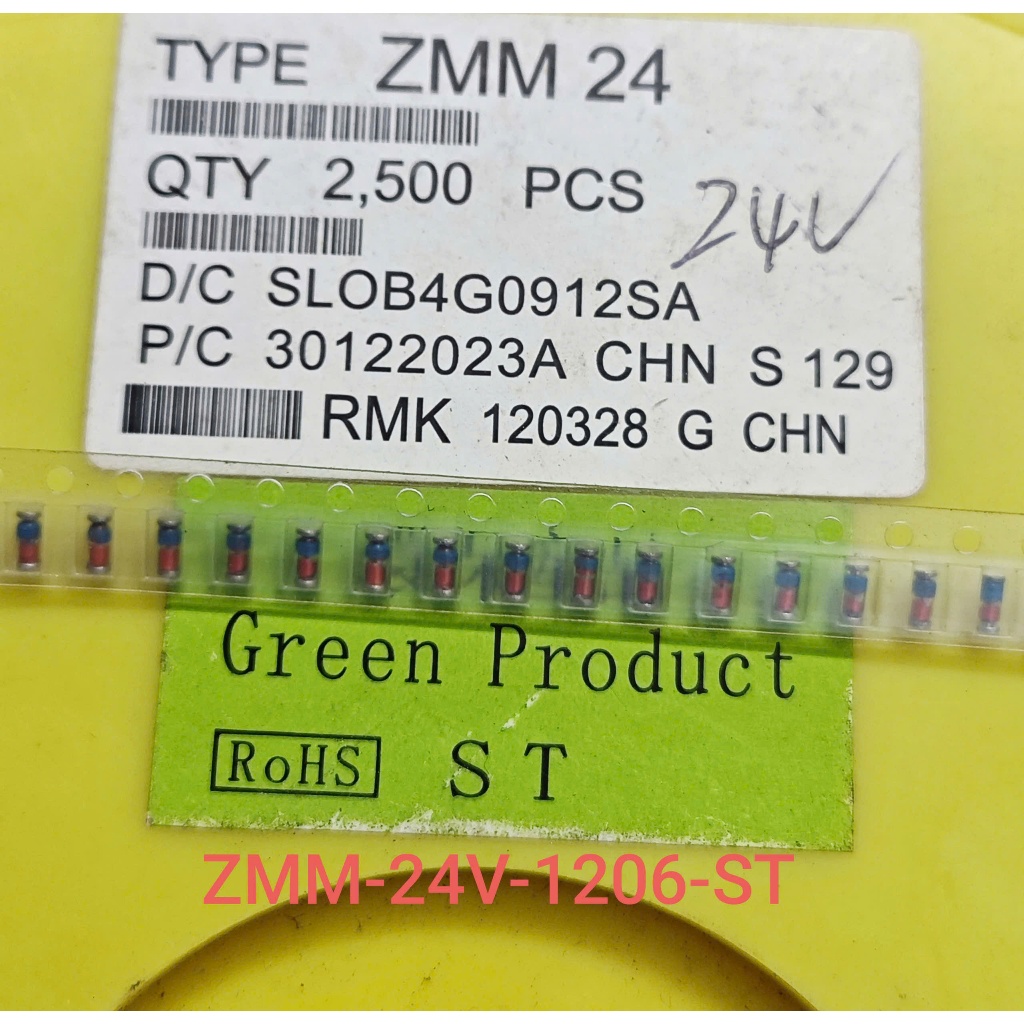 TYPE ZMM 24
QTY 2,500 PCS
24V
D/C SLOB4G0912SA
P/C 30122023A CHN S 129
RMK 120328 G CHN
Green Product
RoHS ST
ZMM-24V-1206-ST